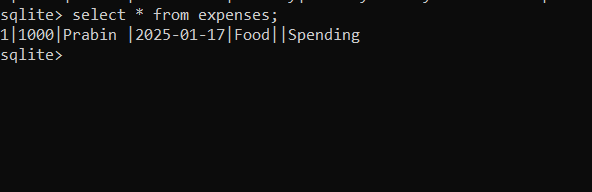 sqlite> select * from expenses;
1|1000|Prabin |2025-01-17|Food||Spending
sqlite>